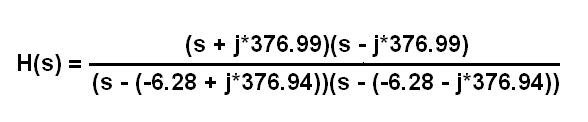 (s + j*376.99)(s - j*376.99)
H(s) =
(s - (-6.28 + j*376.94))(s - (-6.28 - j*376.94))